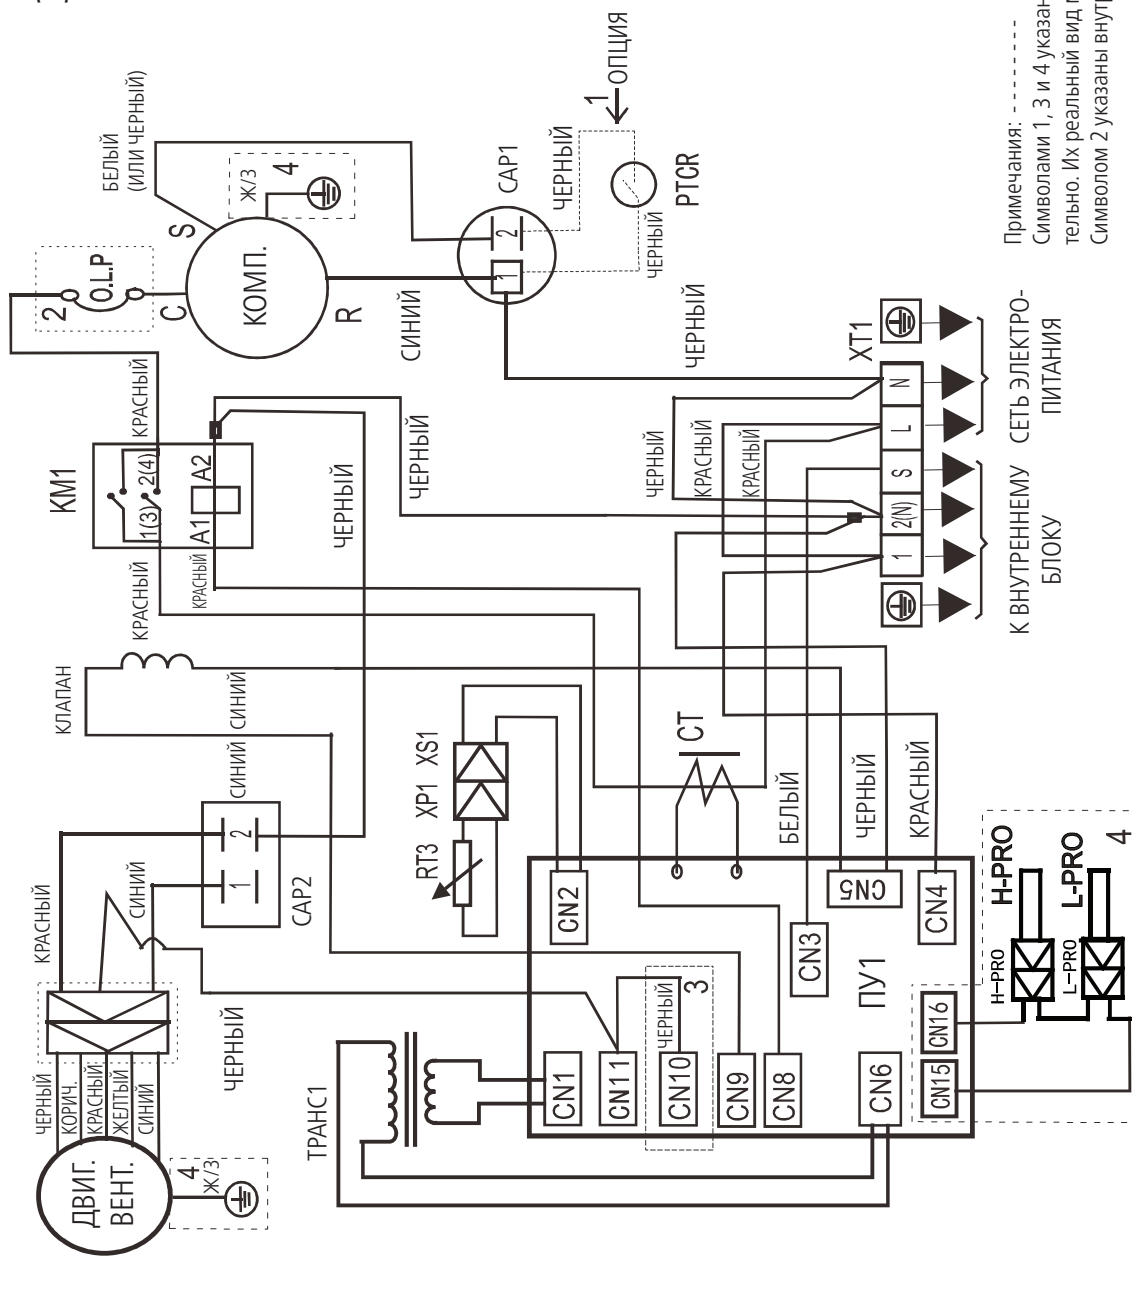 БЕЛЫЙ
(ИЛИ ЧЕРНЫЙ)
S
Ж/З
4
КОМП.
C
R
2
O.L.P
КРАСНЫЙ
KM1
1(3)
2(4)
A1
A2
КРАСНЫЙ
КРАСНЫЙ
СИНИЙ
CAP1
1
2
ЧЕРНЫЙ
ЧЕРНЫЙ
PTCR
1
ОПЦИЯ
ЧЕРНЫЙ
ЧЕРНЫЙ
ЧЕРНЫЙ
КЛАПАН
СИНИЙ
СИНИЙ
ЧЕРНЫЙ
КРАСНЫЙ
КРАСНЫЙ
XT1
N
L
S
2(N)
1
СЕТЬ ЭЛЕКТРО-
ПИТАНИЯ
К ВНУТРЕННЕМУ
БЛОКУ
Примечания: ---------
Символами 1, 3 и 4 указан
тельно. Их реальный вид
Символом 2 указаны внут
КРАСНЫЙ
СИНИЙ
1
2
CAP2
RT3
XP1
XS1
CT
БЕЛЫЙ
ЧЕРНЫЙ
КРАСНЫЙ
CN2
CN3
CN5
CN4
ПУ1
CN1
CN11
CN10
ЧЕРНЫЙ
3
CN9
CN8
CN6
CN16
CN15
H-PRO
H-PRO
L-PRO
L-PRO
4
ТРАНС1
ЧЕРНЫЙ
ЧЕРНЫЙ
КОРИЧ.
КРАСНЫЙ
ЖЕЛТЫЙ
СИНИЙ
ДВИГ.
ВЕНТ.
4
Ж/З